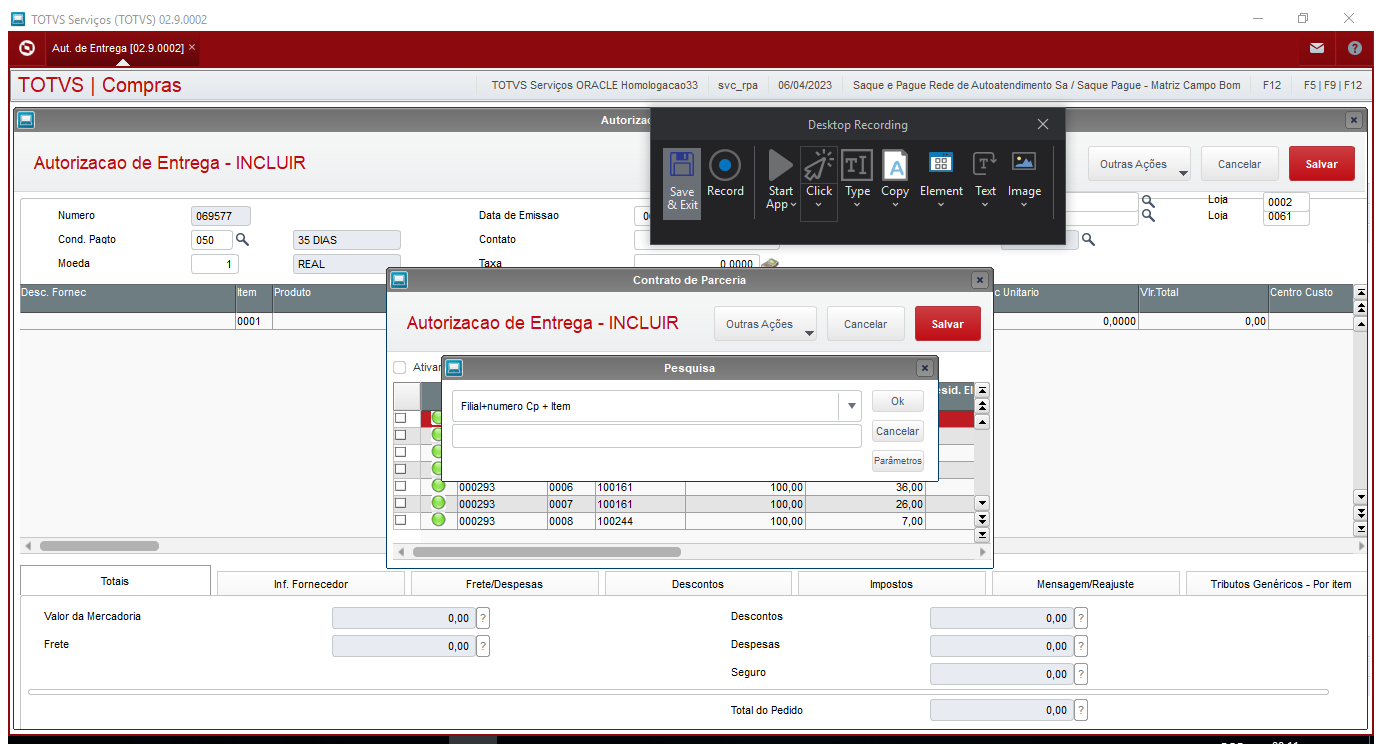 TOTVS Serviços (TOTVS) 02.9.0002
Aut. de Entrega [02.9.0002]
TOTVS | Compras
TOTVS Serviços ORACLE Homologacao33 svc_rpa 06/04/2023 Saque e Pague Rede de Autoatendimento Sa / Saque Pague - Matriz Campo Bom F12 F5 | F9 | F12
Desktop Recording
Autorizacao de Entrega - INCLUIR
Outras Ações Cancelar Salvar
Save & Exit
Record
Start App
Click
Type
Copy
Element
Text
Image
Numero 069577 Data de Emissao Loja 0002
Loja 0061
Cond. Pagto 050 35 DIAS Contato
Moeda 1 REAL Taxa 0,0000
Desc. Fornec Item Produto Unitario Vlr.Total Centro Custo
0001 0,0000 0,00
Contrato de Parceria
Autorizacao de Entrega - INCLUIR
Outras Ações Cancelar Salvar
Pesquisa
Filial+numero Cp + Item
Ok
Cancelar
Parâmetros
000293 0006 100161 100,00 36,00
000293 0007 100161 100,00 26,00
000293 0008 100244 100,00 7,00
Totais Inf. Fornecedor Frete/Despesas Descontos Impostos Mensagem/Reajuste Tributos Genéricos - Por item
Valor da Mercadoria 0,00 ? Descontos 0,00 ?
Frete 0,00 ? Despesas 0,00 ?
Seguro 0,00 ?
Total do Pedido 0,00 ?